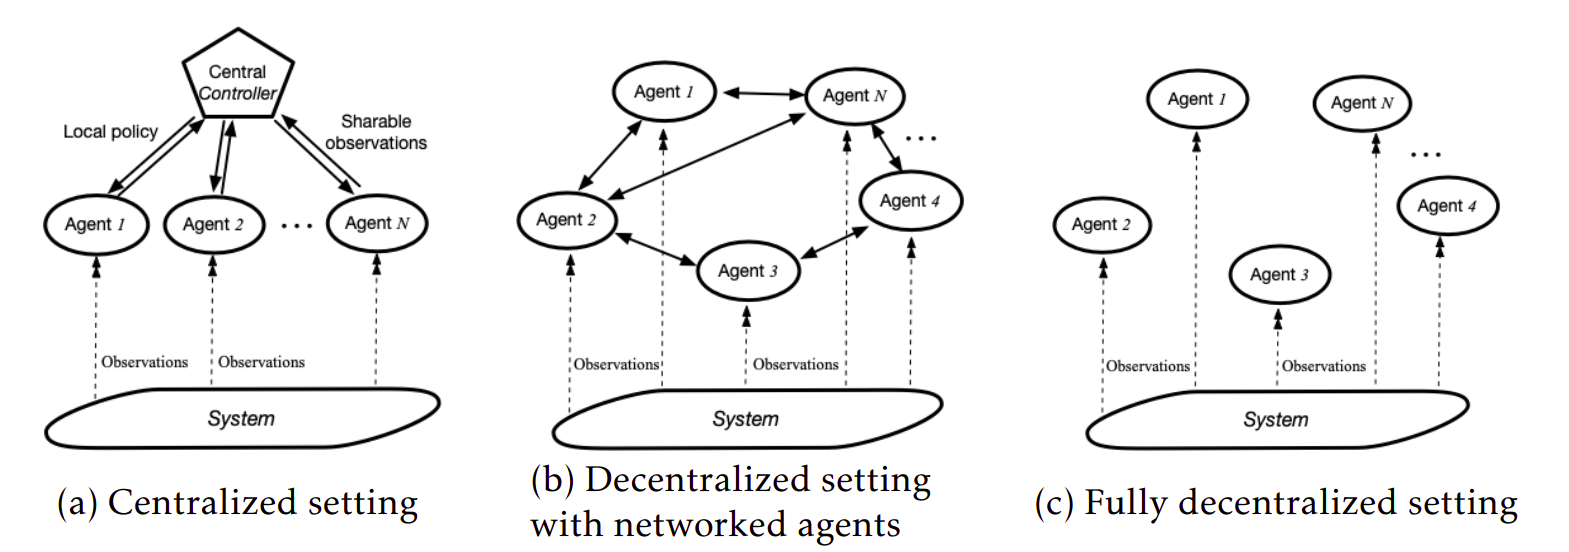 Central
Controller
Local policy
Sharable
observations
Agent 1
Agent 2
...
Agent N
Observations
Observations
System
(a) Centralized setting
Agent 1
Agent N
...
Agent 2
Agent 4
Agent 3
Observations
Observations
System
(b) Decentralized setting
with networked agents
Agent 1
Agent N
...
Agent 2
Agent 4
Agent 3
Observations
Observations
System
(c) Fully decentralized setting